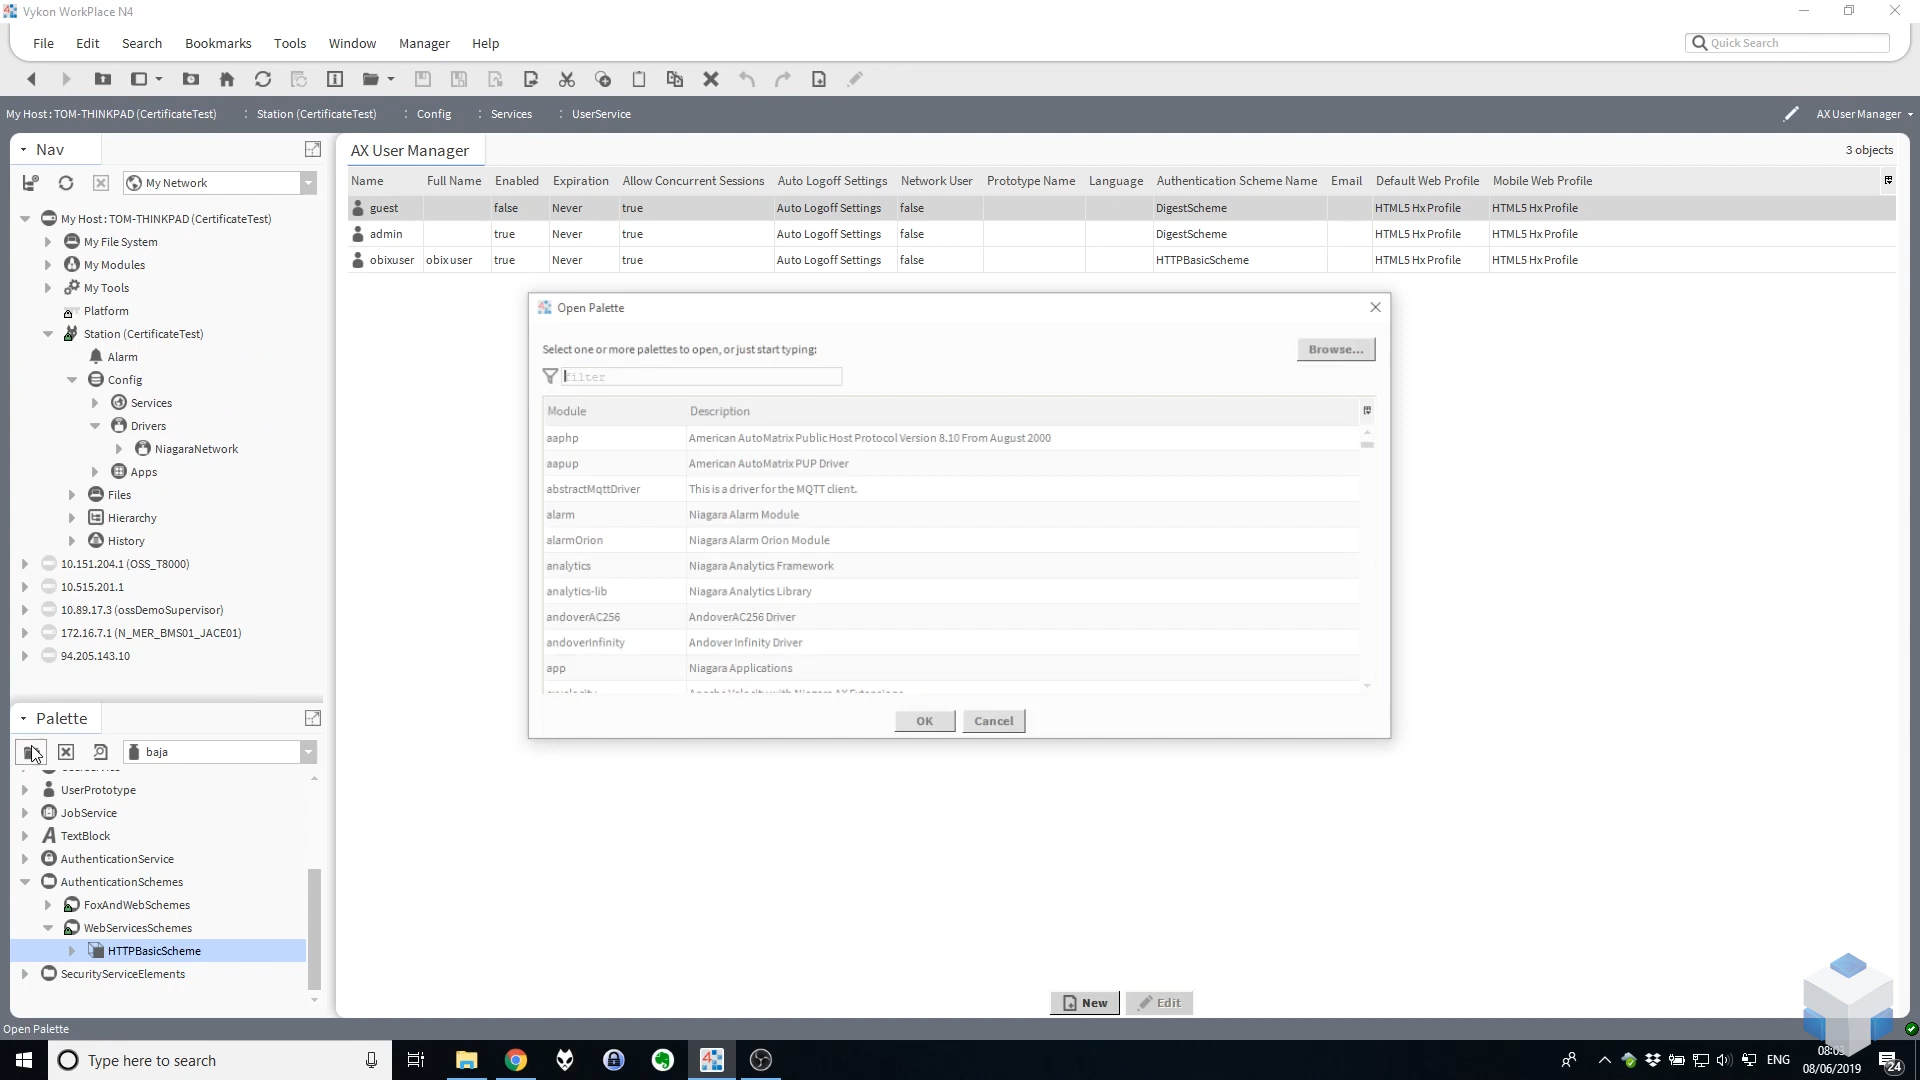 Vykon WorkPlace N4
File Edit Search Bookmarks Tools Window Manager Help
Quick Search
My Host : TOM-THINKPAD (CertificateTest) : Station (CertificateTest) : Config : Services : UserService
AX User Manager
Nav
My Network
My Host : TOM-THINKPAD (CertificateTest)
My File System
My Modules
My Tools
Platform
Station (CertificateTest)
Alarm
Config
Services
Drivers
NiagaraNetwork
Apps
Files
Hierarchy
History
10.151.204.1 (OSS_T8000)
10.515.201.1
10.89.17.3 (ossDemoSupervisor)
172.16.7.1 (N_MER_BMS01_JACE01)
94.205.143.10
Palette
baja
UserPrototype
JobService
TextBlock
AuthenticationService
AuthenticationSchemes
FoxAndWebSchemes
WebServicesSchemes
HTTPBasicScheme
SecurityServiceElements
AX User Manager
3 objects
Name Full Name Enabled Expiration Allow Concurrent Sessions Auto Logoff Settings Network User Prototype Name Language Authentication Scheme Name Email Default Web Profile Mobile Web Profile
guest false Never true Auto Logoff Settings false DigestScheme HTML5 Hx Profile HTML5 Hx Profile
admin true Never true Auto Logoff Settings false DigestScheme HTML5 Hx Profile HTML5 Hx Profile
obixuser obix user true Never true Auto Logoff Settings false HTTPBasicScheme HTML5 Hx Profile HTML5 Hx Profile
Open Palette
Select one or more palettes to open, or just start typing:
Browse...
filter
Module Description
aaphp American AutoMatrix Public Host Protocol Version 8.10 From August 2000
aapup American AutoMatrix PUP Driver
abstractMqttDriver This is a driver for the MQTT client.
alarm Niagara Alarm Module
alarmOrion Niagara Alarm Orion Module
analytics Niagara Analytics Framework
analytics-lib Niagara Analytics Library
andoverAC256 AndoverAC256 Driver
andoverInfinity Andover Infinity Driver
app Niagara Applications
OK Cancel
New Edit
Open Palette
Type here to search
ENG
08/06/2019
24